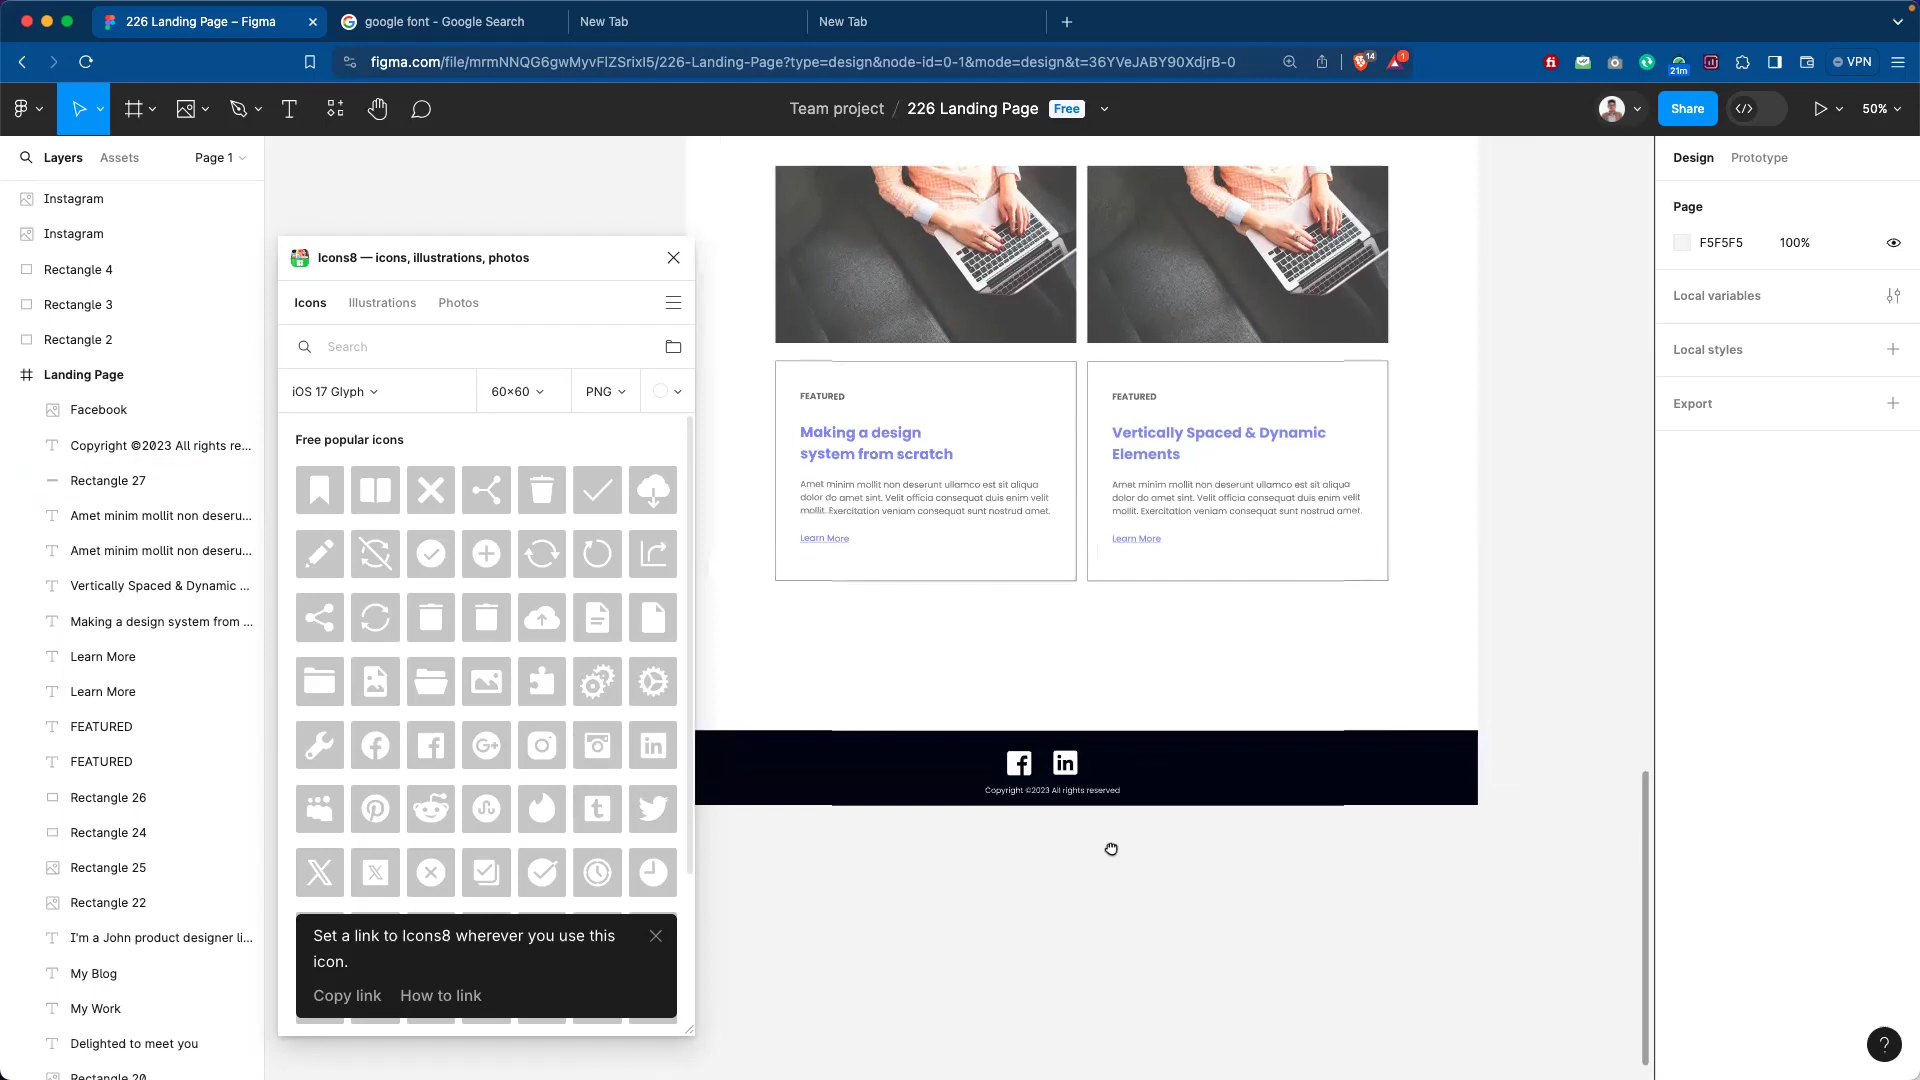 226 Landing Page – Figma
google font - Google Search
New Tab
New Tab
figma.com/file/mrmNNQG6gwMyvFlZSrixI5/226-Landing-Page?type=design&node-id=0-1&mode=design&t=36YVeJABY90XdjrB-0
14
1
21m
VPN
Team project / 226 Landing Page Free
Share
50%
Layers
Assets
Page 1
Instagram
Instagram
Rectangle 4
Rectangle 3
Rectangle 2
Landing Page
Facebook
Copyright ©2023 All rights re...
Rectangle 27
Amet minim mollit non deseru...
Amet minim mollit non deseru...
Vertically Spaced & Dynamic ...
Making a design system from ...
Learn More
Learn More
FEATURED
FEATURED
Rectangle 26
Rectangle 24
Rectangle 25
Rectangle 22
I'm a John product designer li...
My Blog
My Work
Delighted to meet you
Rectangle 20
Icons8 — icons, illustrations, photos
Icons
Illustrations
Photos
Search
iOS 17 Glyph
60×60
PNG
Free popular icons
Set a link to Icons8 wherever you use this
icon.
Copy link
How to link
FEATURED
Making a design
system from scratch
Amet minim mollit non deserunt ullamco est sit aliqua
dolor do amet sint. Velit officia consequat duis enim velit
mollit. Exercitation veniam consequat sunt nostrud amet.
Learn More
FEATURED
Vertically Spaced & Dynamic
Elements
Amet minim mollit non deserunt ullamco est sit aliqua
dolor do amet sint. Velit officia consequat duis enim velit
mollit. Exercitation veniam consequat sunt nostrud amet.
Learn More
Copyright ©2023 All rights reserved
Design
Prototype
Page
F5F5F5
100%
Local variables
Local styles
Export
?